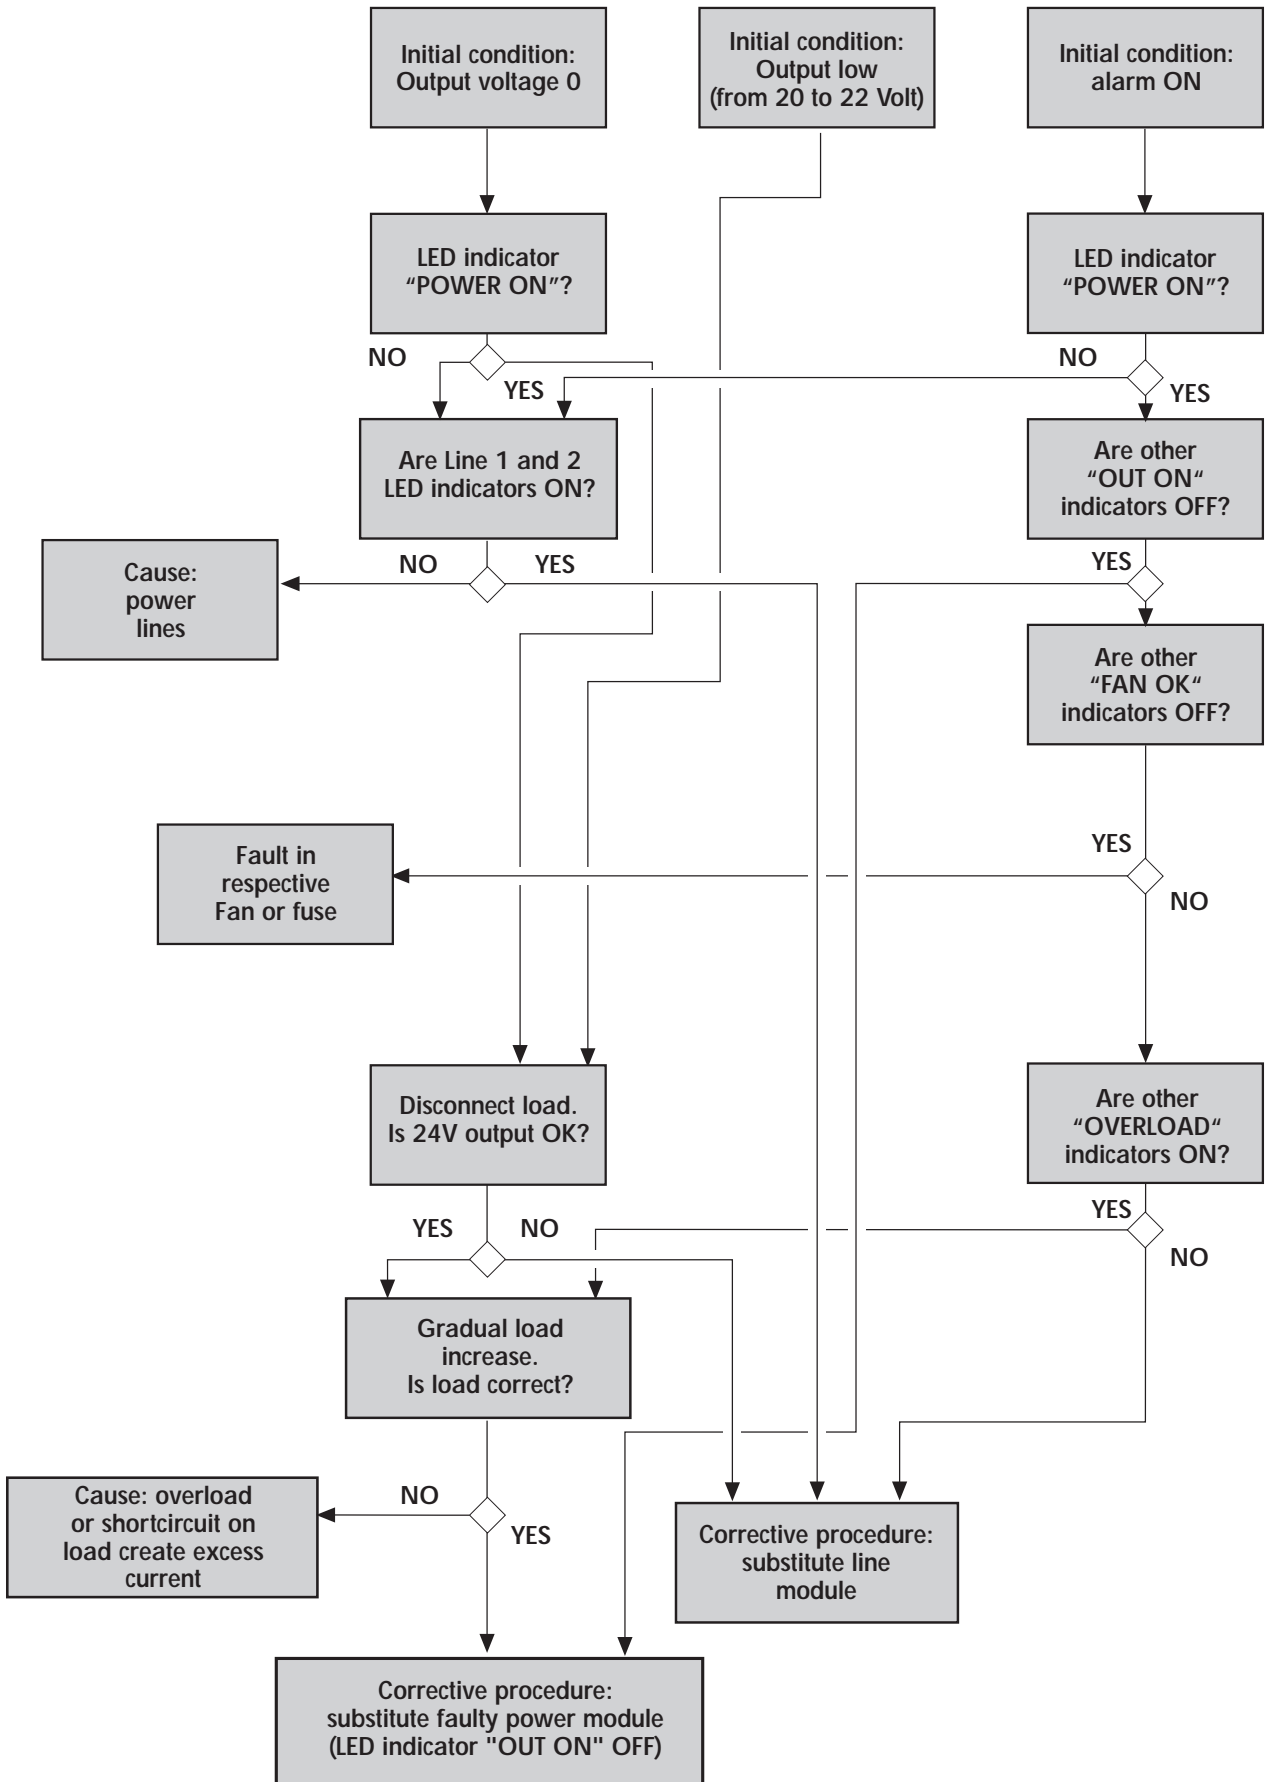 Initial condition:
Output voltage 0
Initial condition:
Output low
(from 20 to 22 Volt)
Initial condition:
alarm ON
LED indicator
“POWER ON”?
LED indicator
“POWER ON”?
NO
YES
NO
YES
Are Line 1 and 2
LED indicators ON?
Are other
“OUT ON“
indicators OFF?
Cause:
power
lines
NO
YES
YES
Are other
“FAN OK“
indicators OFF?
Fault in
respective
Fan or fuse
YES
NO
Disconnect load.
Is 24V output OK?
Are other
“OVERLOAD“
indicators ON?
YES
NO
YES
NO
Gradual load
increase.
Is load correct?
Cause: overload
or shortcircuit on
load create excess
current
NO
YES
Corrective procedure:
substitute line
module
Corrective procedure:
substitute faulty power module
(LED indicator "OUT ON" OFF)